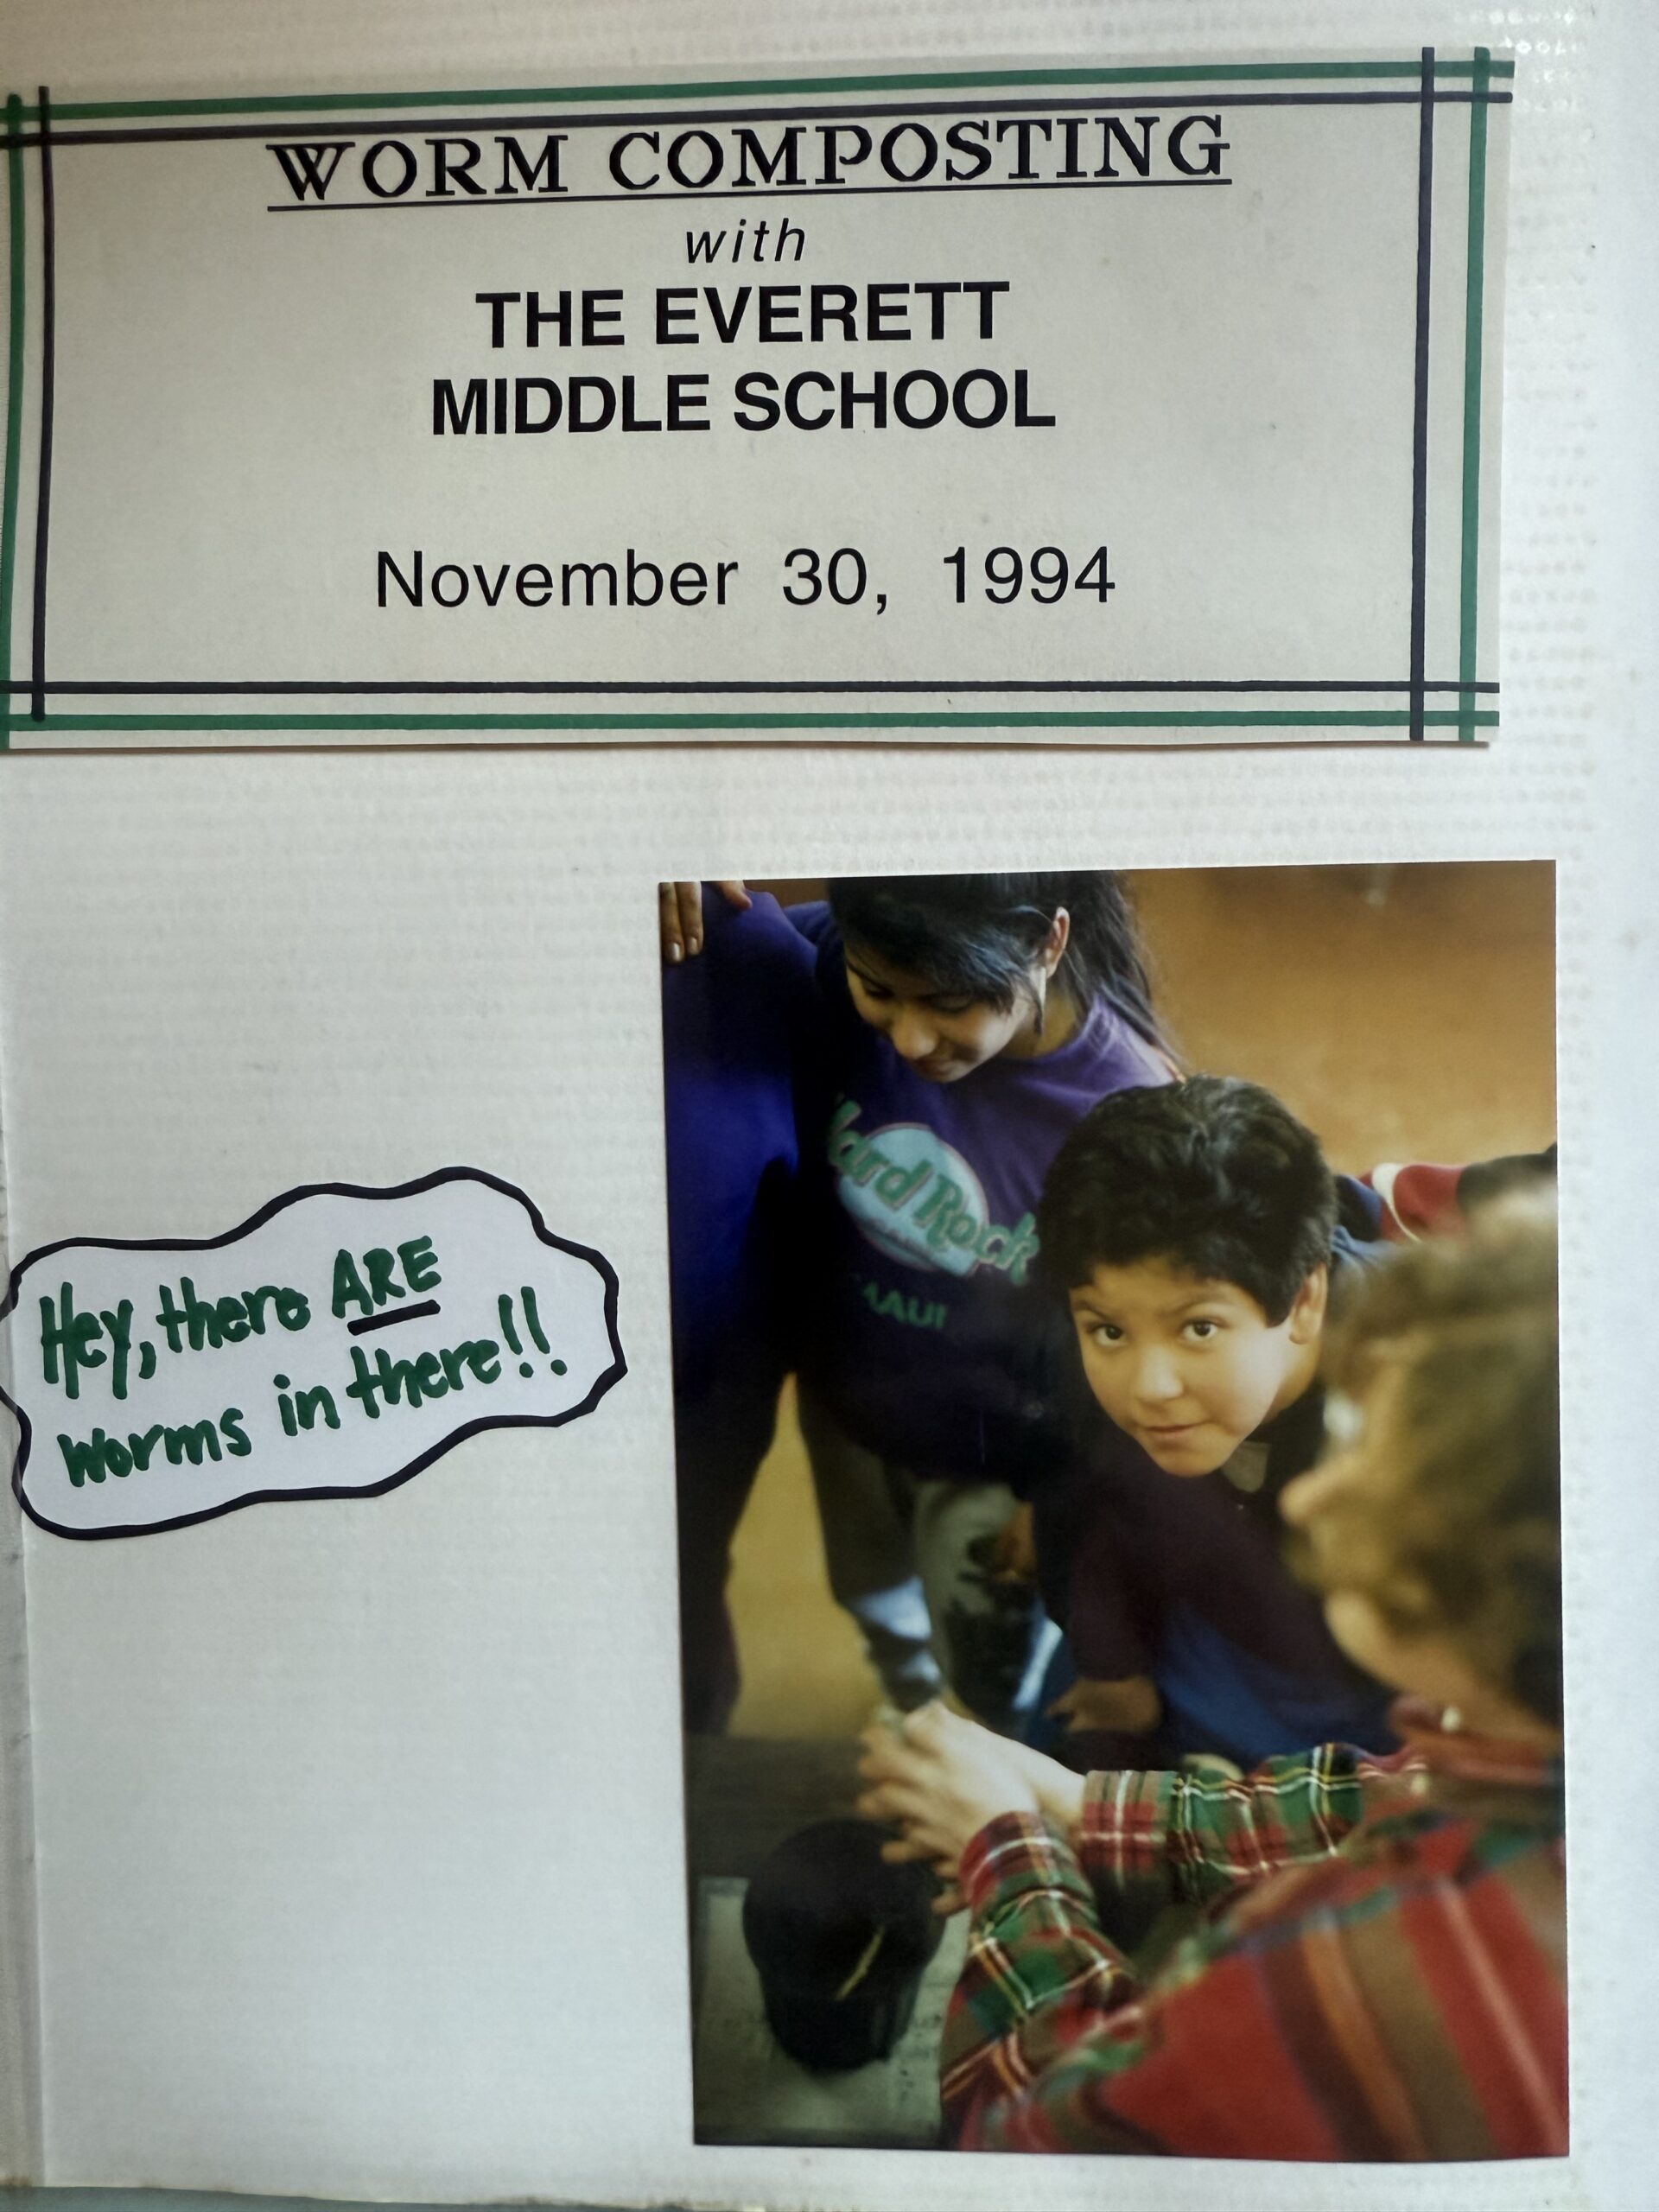 WORM COMPOSTING
with
THE EVERETT
MIDDLE SCHOOL
November 30, 1994
Hey, there ARE
worms in there!!
Hard Rock
MAUI